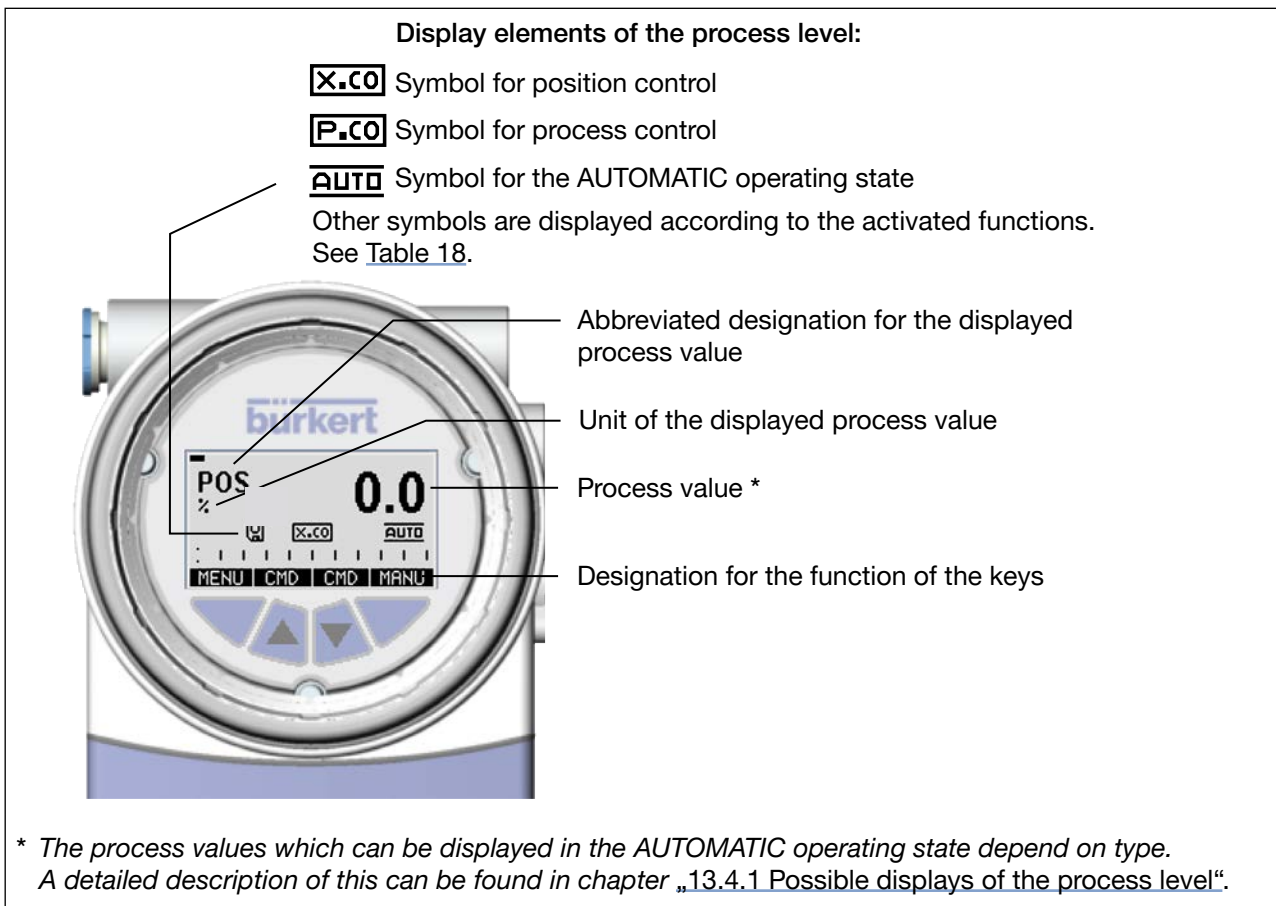 Display elements of the process level:
X.CO Symbol for position control
P.CO Symbol for process control
AUTO Symbol for the AUTOMATIC operating state
Other symbols are displayed according to the activated functions.
See Table 18.
Abbreviated designation for the displayed
process value
bürkert
Unit of the displayed process value
POS
0.0
Process value *
%
X.CO AUTO
MENU CMD CMD MANU
Designation for the function of the keys
* The process values which can be displayed in the AUTOMATIC operating state depend on type.
A detailed description of this can be found in chapter „13.4.1 Possible displays of the process level“.